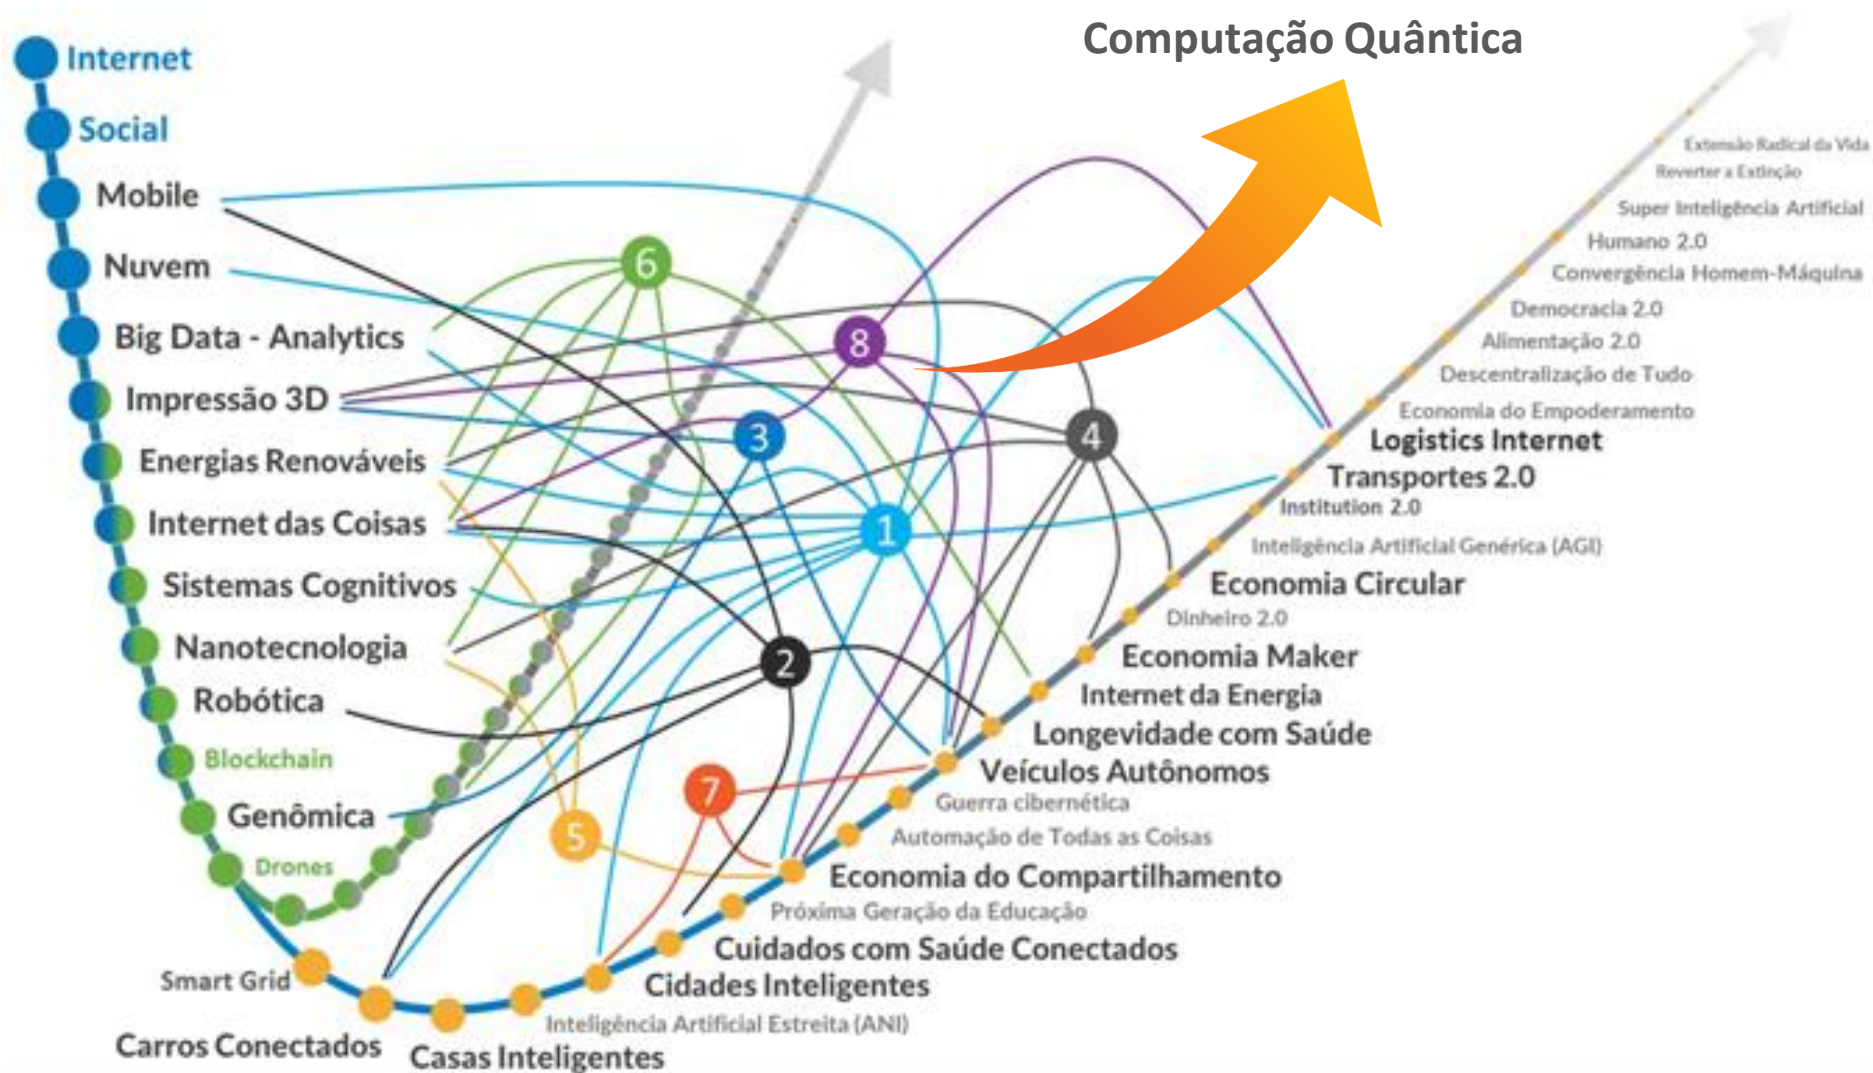 Computação Quântica
Internet
Social
Mobile
Nuvem
Big Data - Analytics
Impressão 3D
Energias Renováveis
Internet das Coisas
Sistemas Cognitivos
Nanotecnologia
Robótica
Blockchain
Genômica
Drones
Smart Grid
Carros Conectados
Casas Inteligentes
Inteligência Artificial Estreita (ANI)
Cidades Inteligentes
Cuidados com Saúde Conectados
Próxima Geração da Educação
Economia do Compartilhamento
Automação de Todas as Coisas
Guerra cibernética
Veículos Autônomos
Longevidade com Saúde
Internet da Energia
Economia Maker
Dinheiro 2.0
Economia Circular
Inteligência Artificial Genérica (AGI)
Institution 2.0
Transportes 2.0
Logistics Internet
Economia do Empoderamento
Descentralização de Tudo
Alimentação 2.0
Democracia 2.0
Convergência Homem-Máquina
Humano 2.0
Super Inteligência Artificial
Reverter a Extinção
Extensão Radical da Vida
6
8
3
4
1
2
7
5